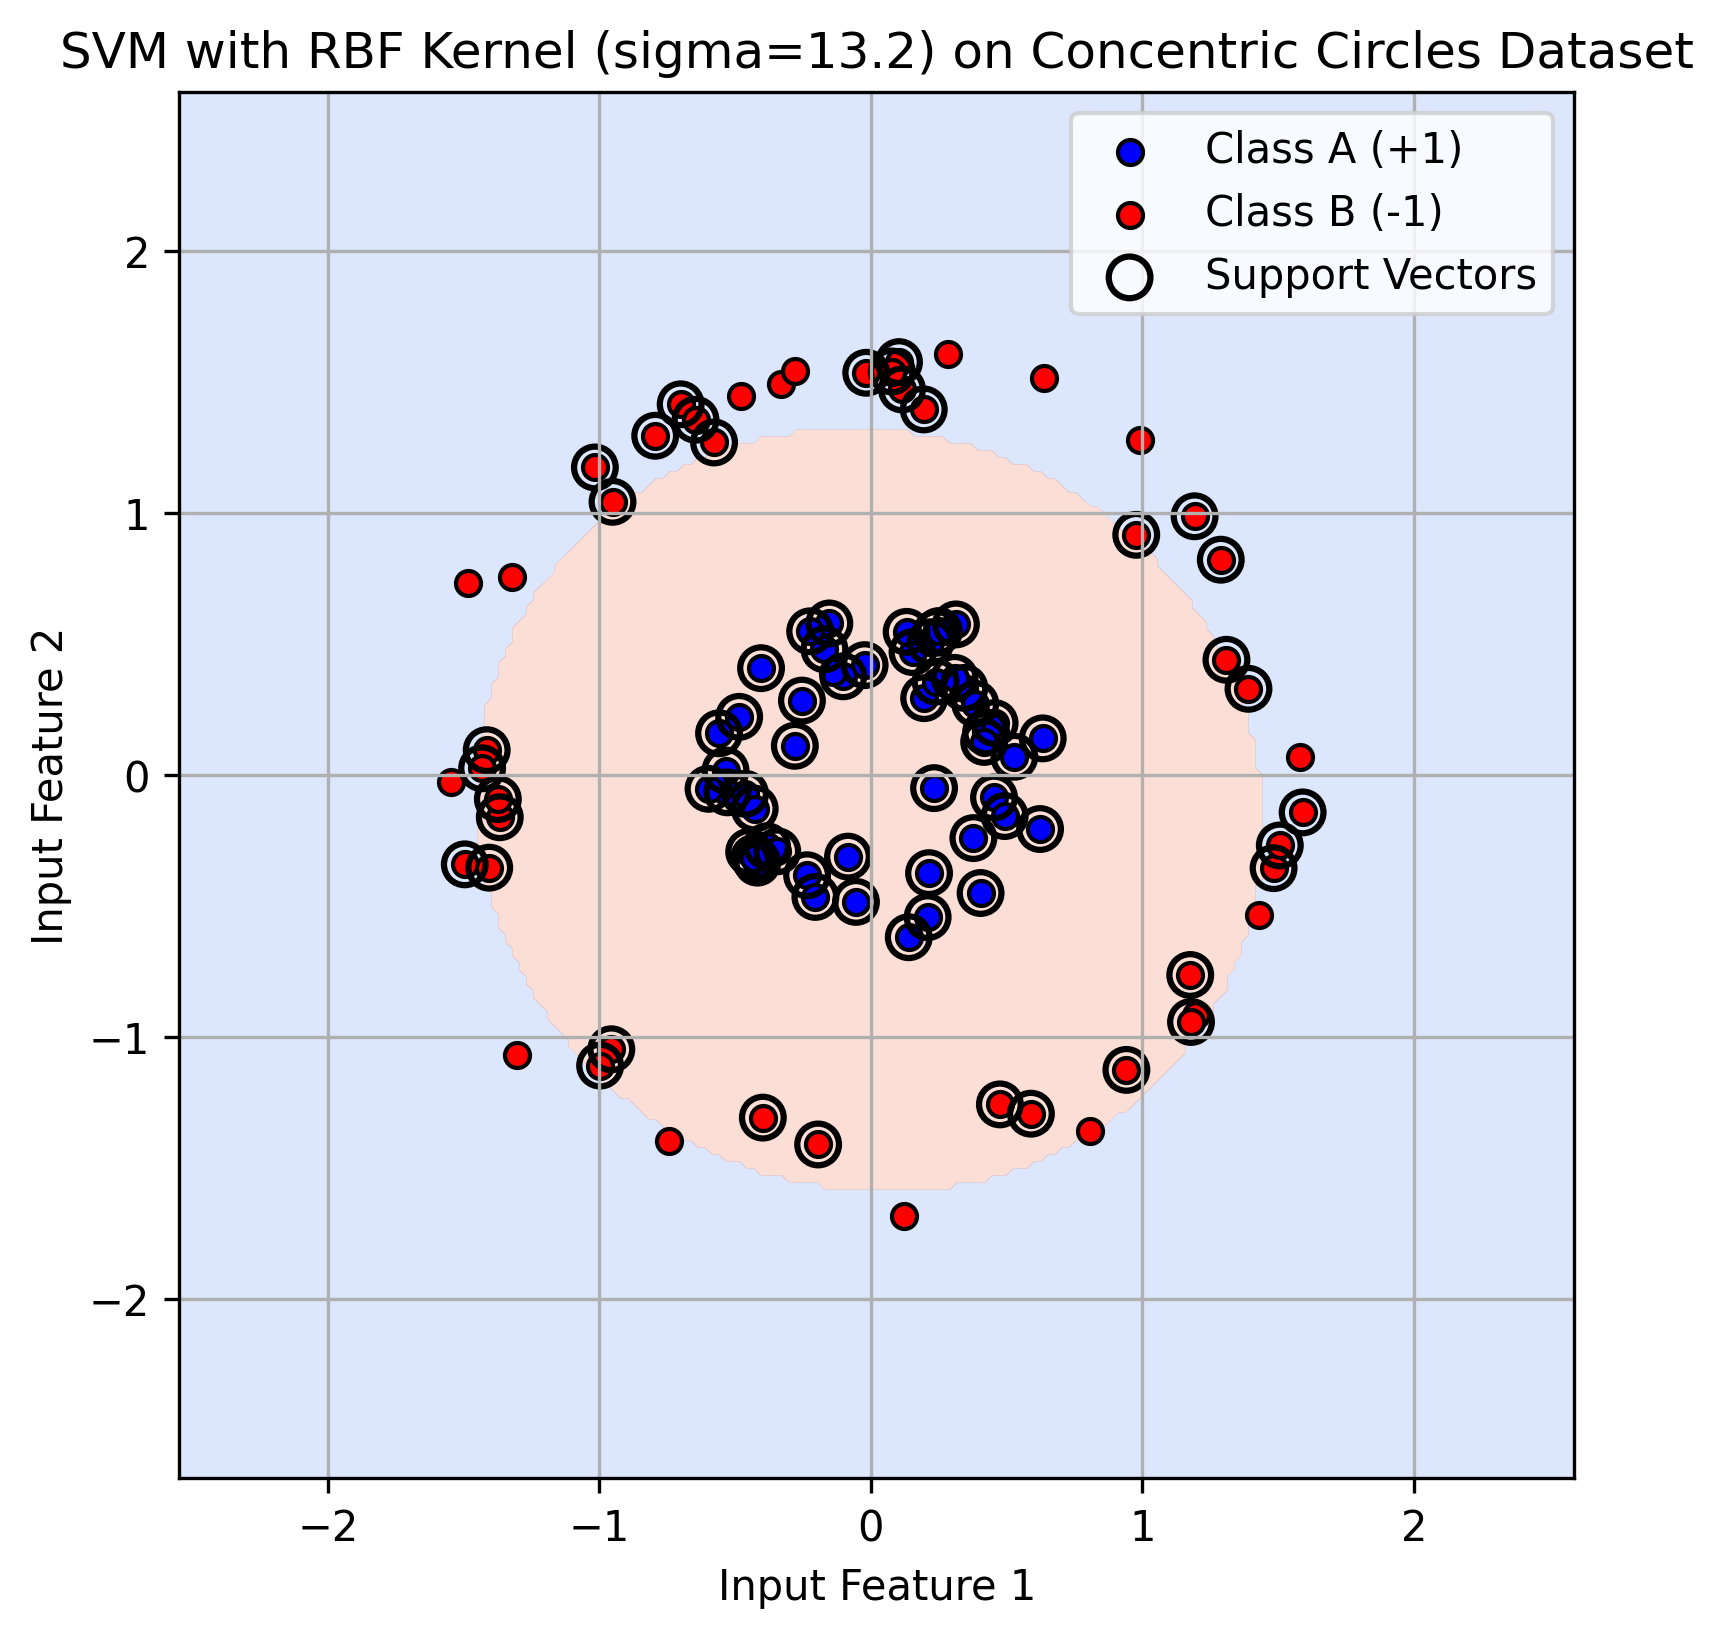 SVM with RBF Kernel (sigma=13.2) on Concentric Circles Dataset
Class A (+1)
Class B (-1)
Support Vectors
2
1
0
−1
−2
Input Feature 2
−2
−1
0
1
2
Input Feature 1